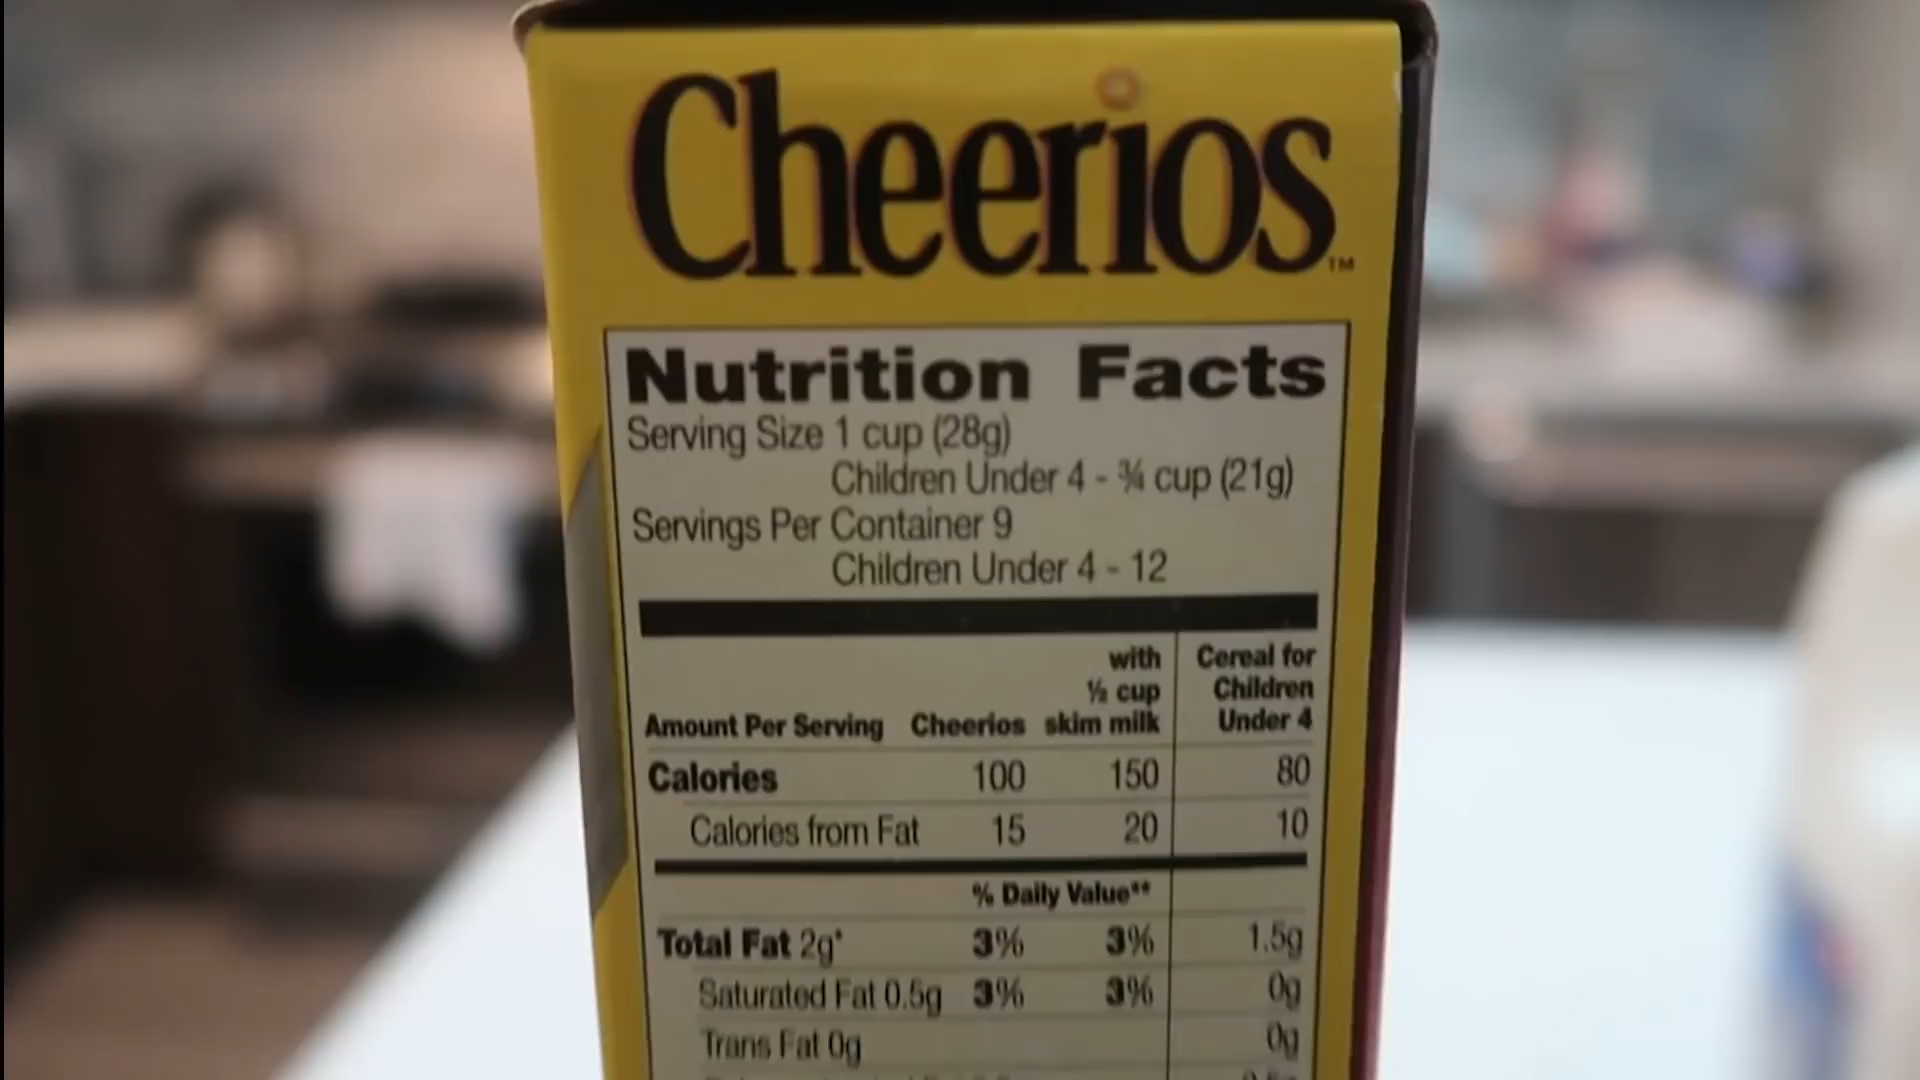 Cheerios™
Nutrition Facts
Serving Size 1 cup (28g)
Children Under 4 - ¾ cup (21g)
Servings Per Container 9
Children Under 4 - 12
with Cereal for
½ cup Children
Amount Per Serving Cheerios skim milk Under 4
Calories 100 150 80
Calories from Fat 15 20 10
% Daily Value**
Total Fat 2g* 3% 3% 1.5g
Saturated Fat 0.5g 3% 3% 0g
Trans Fat 0g 0g